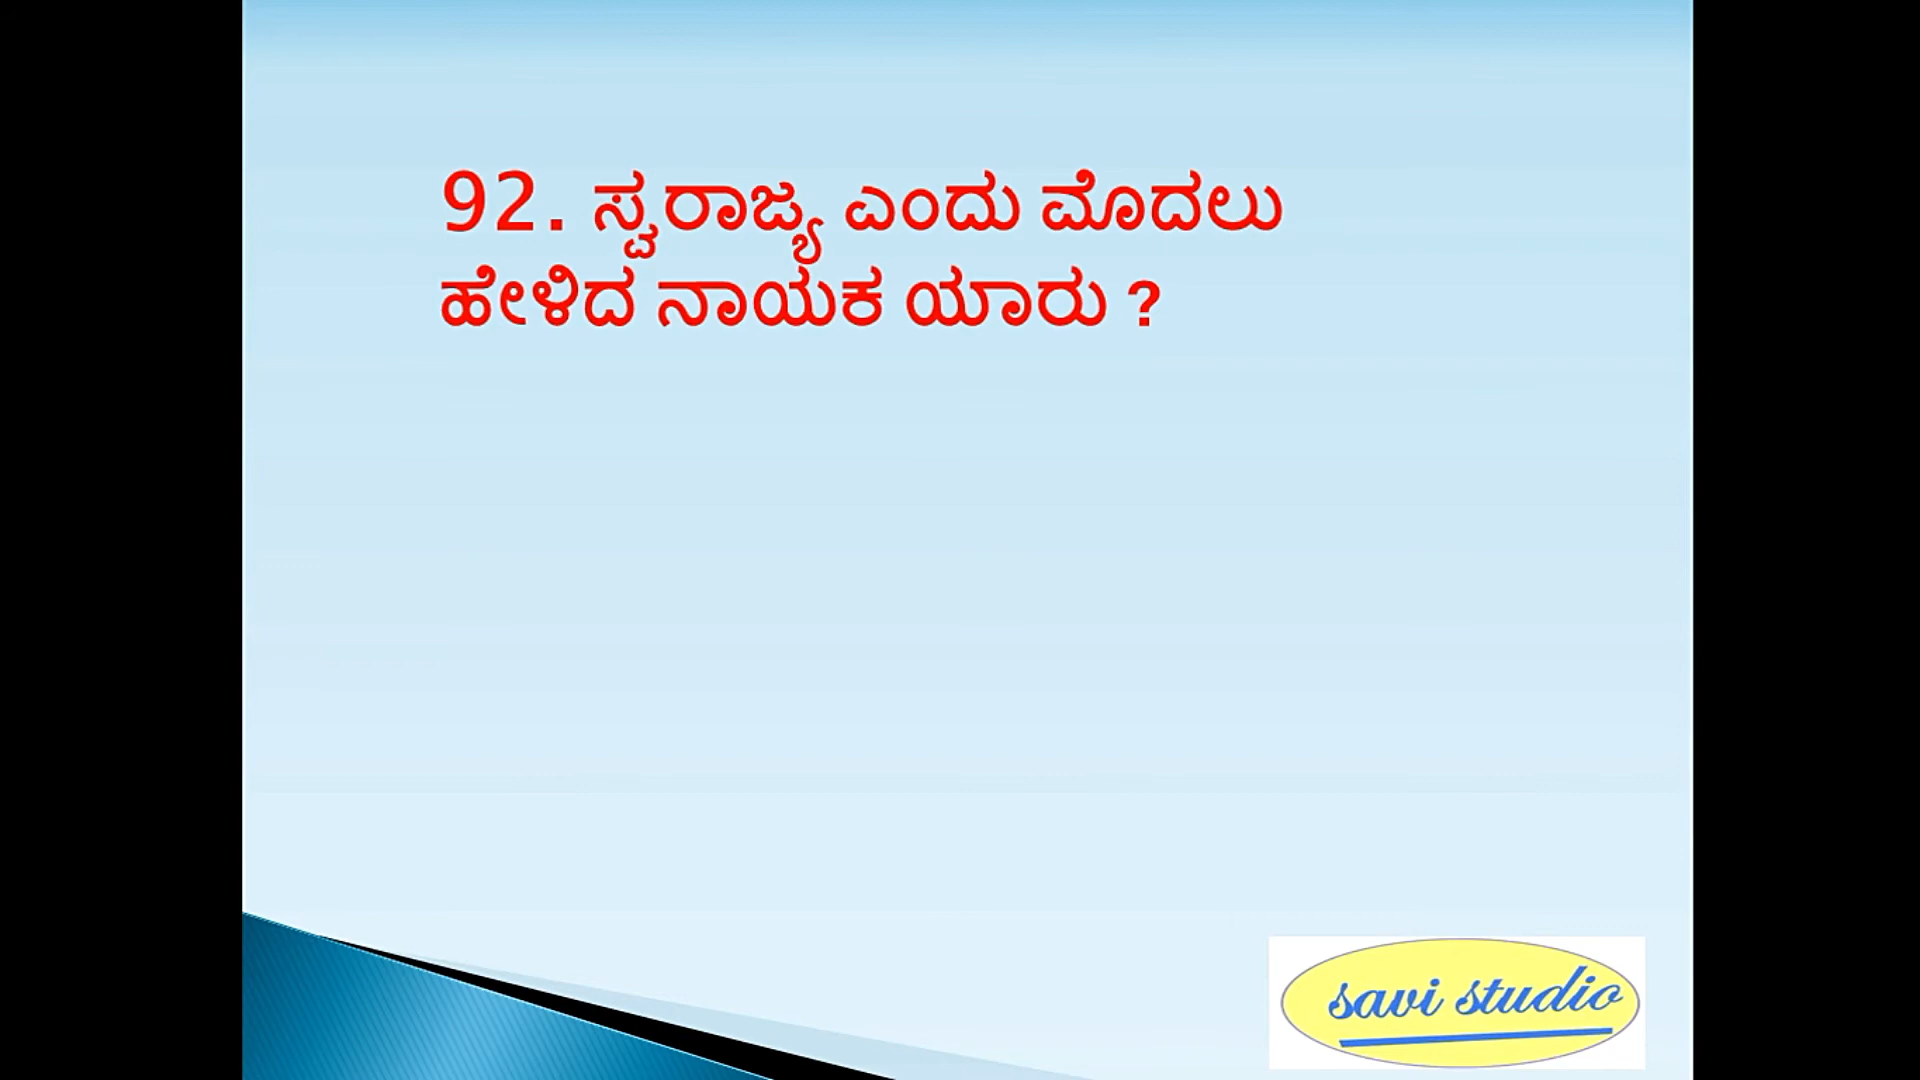 92. ಸ್ವರಾಜ್ಯ ಎಂದು ಮೊದಲು
ಹೇಳಿದ ನಾಯಕ ಯಾರು ?
savi studio